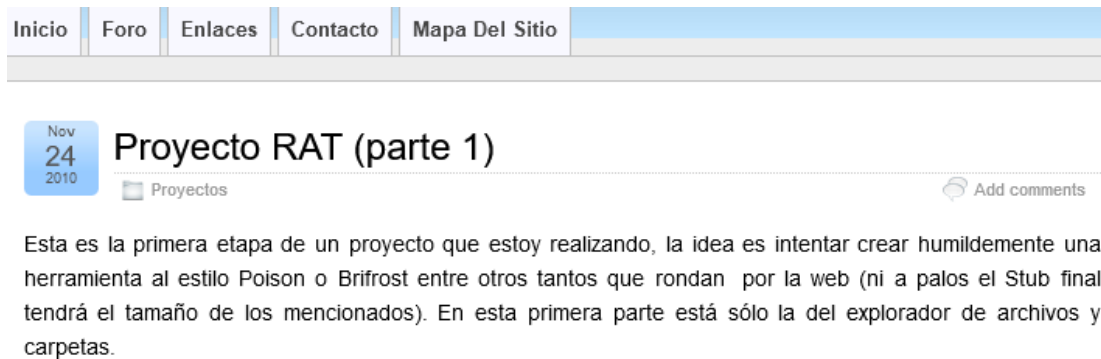 Inicio Foro Enlaces Contacto Mapa Del Sitio
Nov
24
2010
Proyecto RAT (parte 1)
Proyectos
Add comments
Esta es la primera etapa de un proyecto que estoy realizando, la idea es intentar crear humildemente una
herramienta al estilo Poison o Brifrost entre otros tantos que rondan por la web (ni a palos el Stub final
tendrá el tamaño de los mencionados). En esta primera parte está sólo la del explorador de archivos y
carpetas.